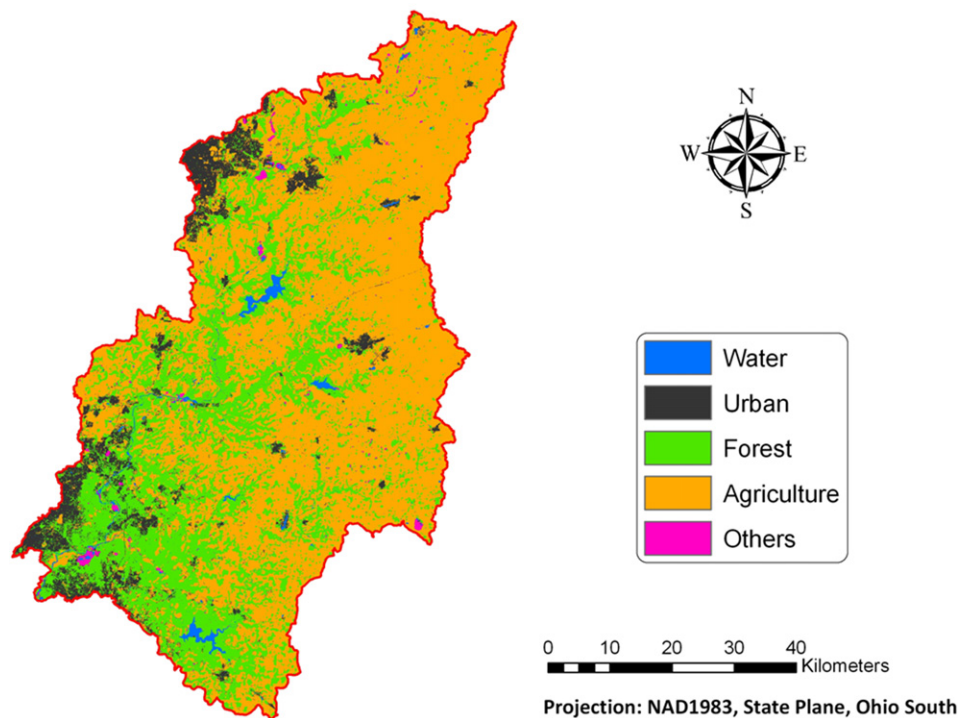 N
W E
S
Water
Urban
Forest
Agriculture
Others
0 10 20 30 40
Kilometers
Projection: NAD1983, State Plane, Ohio South